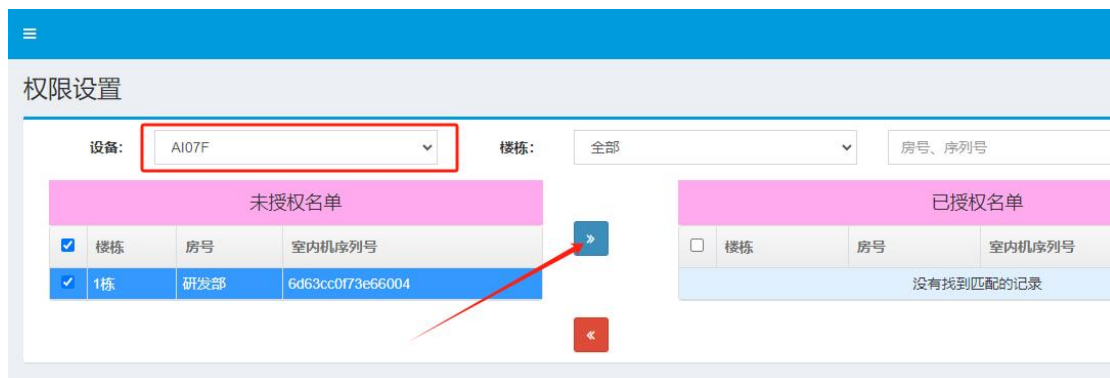 权限设置
设备: AI07F 楼栋: 全部 房号、序列号
未授权名单 已授权名单
楼栋 房号 室内机序列号 楼栋 房号 室内机序列号
1栋 研发部 6d63cc0f73e66004 没有找到匹配的记录